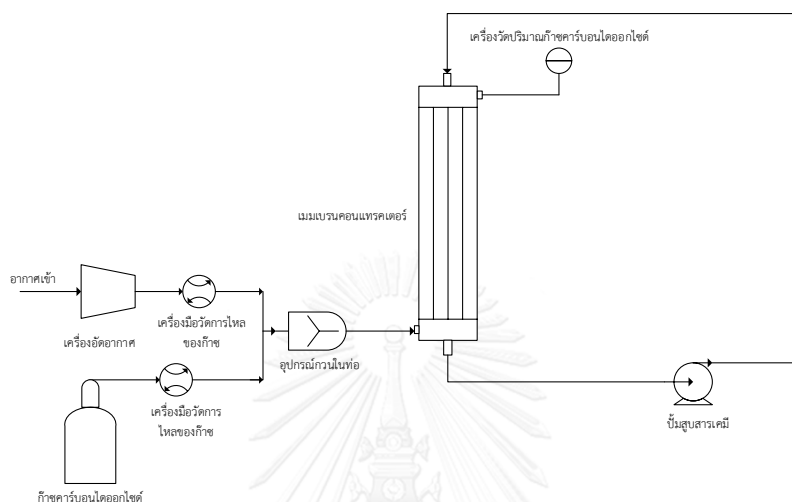 เครื่องวัดปริมาณก๊าซคาร์บอนไดออกไซด์
เมมเบรนคอนแทรคเตอร์
อากาศเข้า
เครื่องอัดอากาศ
เครื่องมือวัดการไหล
ของก๊าซ
อุปกรณ์กวนในท่อ
เครื่องมือวัดการ
ไหลของก๊าซ
ปั๊มสูบสารเคมี
ก๊าซคาร์บอนไดออกไซด์